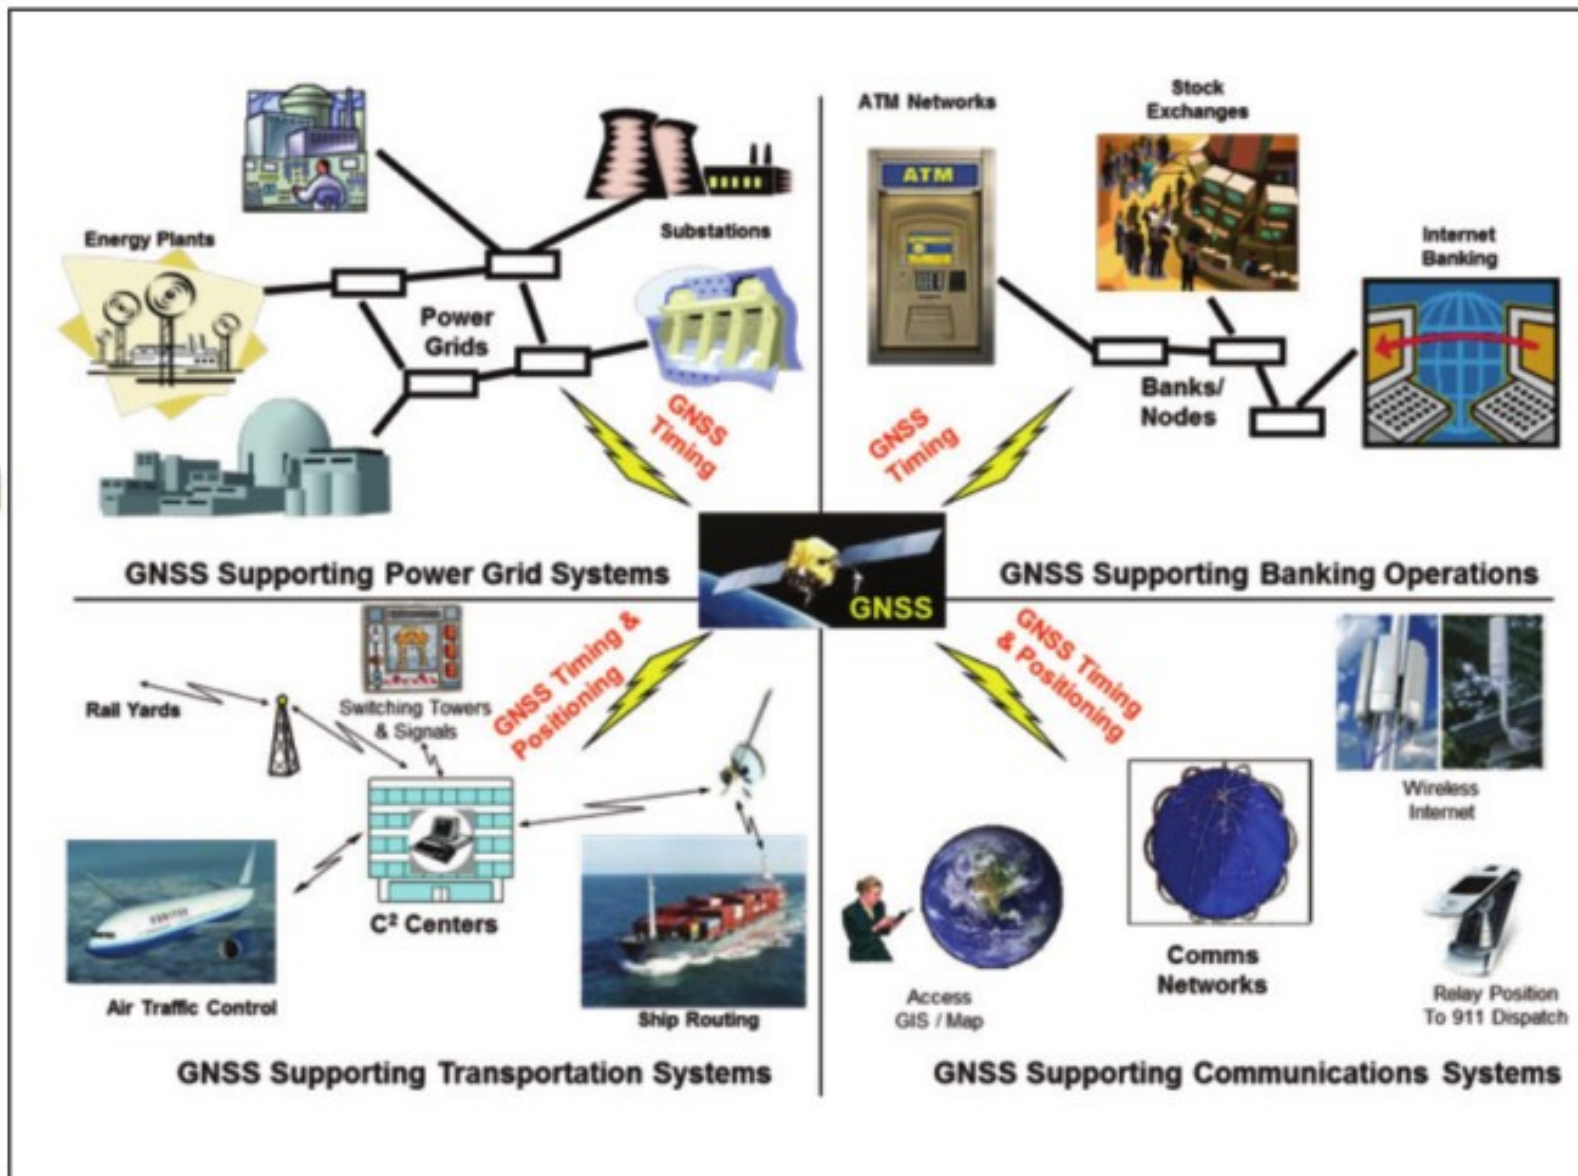 Energy Plants
Substations
Power
Grids
GNSS
Timing
GNSS Supporting Power Grid Systems
ATM Networks
Stock
Exchanges
ATM
Internet
Banking
Banks/
Nodes
GNSS
Timing
GNSS Supporting Banking Operations
GNSS
Rail Yards
Switching Towers
& Signals
GNSS Timing &
Positioning
C² Centers
Air Traffic Control
Ship Routing
GNSS Supporting Transportation Systems
GNSS Timing
& Positioning
Wireless
Internet
Access
GIS / Map
Comms
Networks
Relay Position
To 911 Dispatch
GNSS Supporting Communications Systems